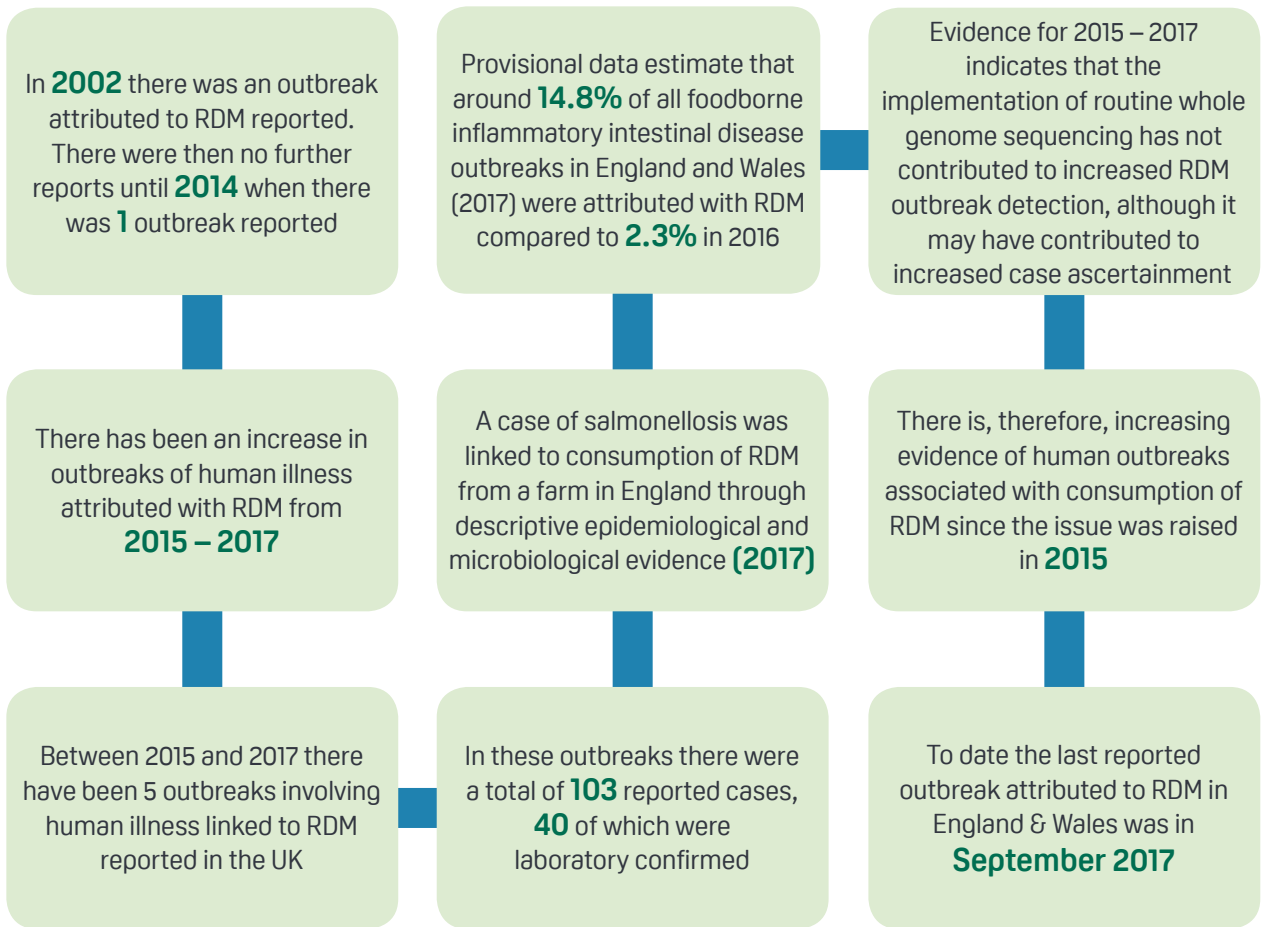 In 2002 there was an outbreak
attributed to RDM reported.
There were then no further
reports until 2014 when there
was 1 outbreak reported
There has been an increase in
outbreaks of human illness
attributed with RDM from
2015 – 2017
Between 2015 and 2017 there
have been 5 outbreaks involving
human illness linked to RDM
reported in the UK
In these outbreaks there were
a total of 103 reported cases,
40 of which were
laboratory confirmed
A case of salmonellosis was
linked to consumption of RDM
from a farm in England through
descriptive epidemiological and
microbiological evidence (2017)
Provisional data estimate that
around 14.8% of all foodborne
inflammatory intestinal disease
outbreaks in England and Wales
(2017) were attributed with RDM
compared to 2.3% in 2016
Evidence for 2015 – 2017
indicates that the
implementation of routine whole
genome sequencing has not
contributed to increased RDM
outbreak detection, although it
may have contributed to
increased case ascertainment
There is, therefore, increasing
evidence of human outbreaks
associated with consumption of
RDM since the issue was raised
in 2015
To date the last reported
outbreak attributed to RDM in
England & Wales was in
September 2017